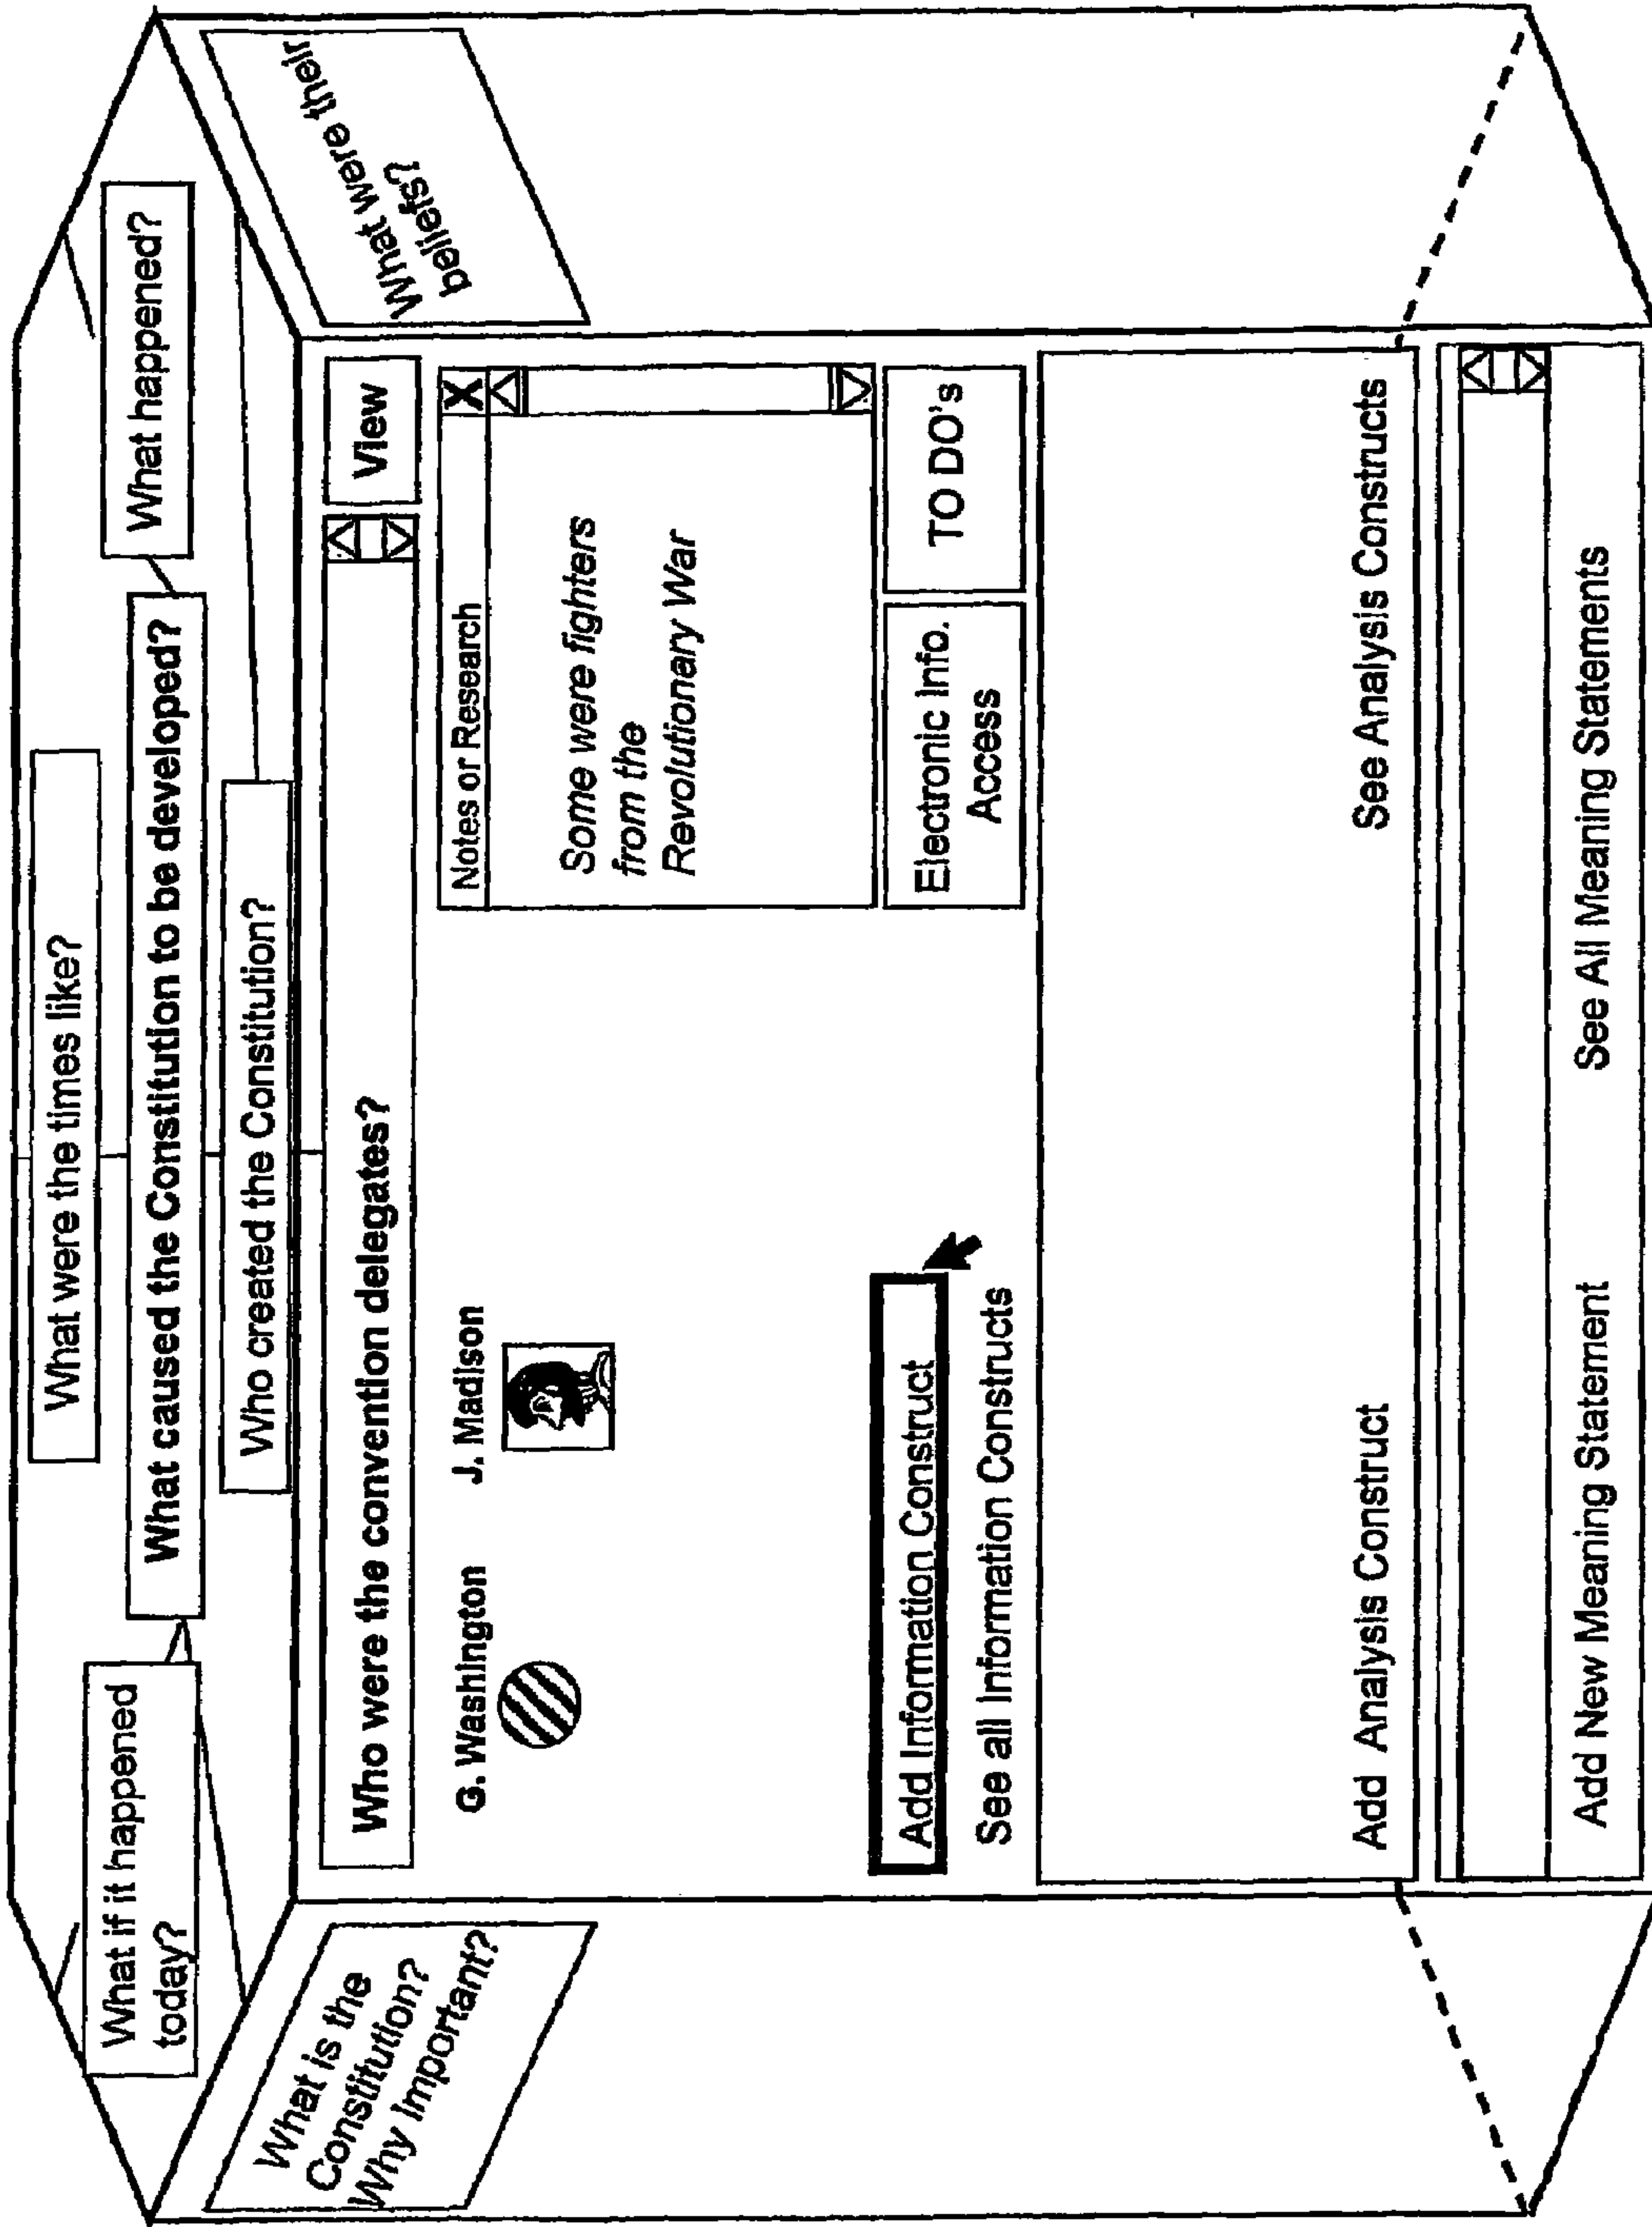 What were the times like?
What if it happened
today?
What happened?
What caused the Constitution to be developed?
Who created the Constitution?
What is the
Constitution?
Why Important?
What were their
beliefs?
Who were the convention delegates?
View
G. Washington
J. Madison
Notes or Research
X
Some were fighters
from the
Revolutionary War
Add Information Construct
See all Information Constructs
Electronic Info.
Access
TO DO's
Add Analysis Construct
See Analysis Constructs
Add New Meaning Statement
See All Meaning Statements